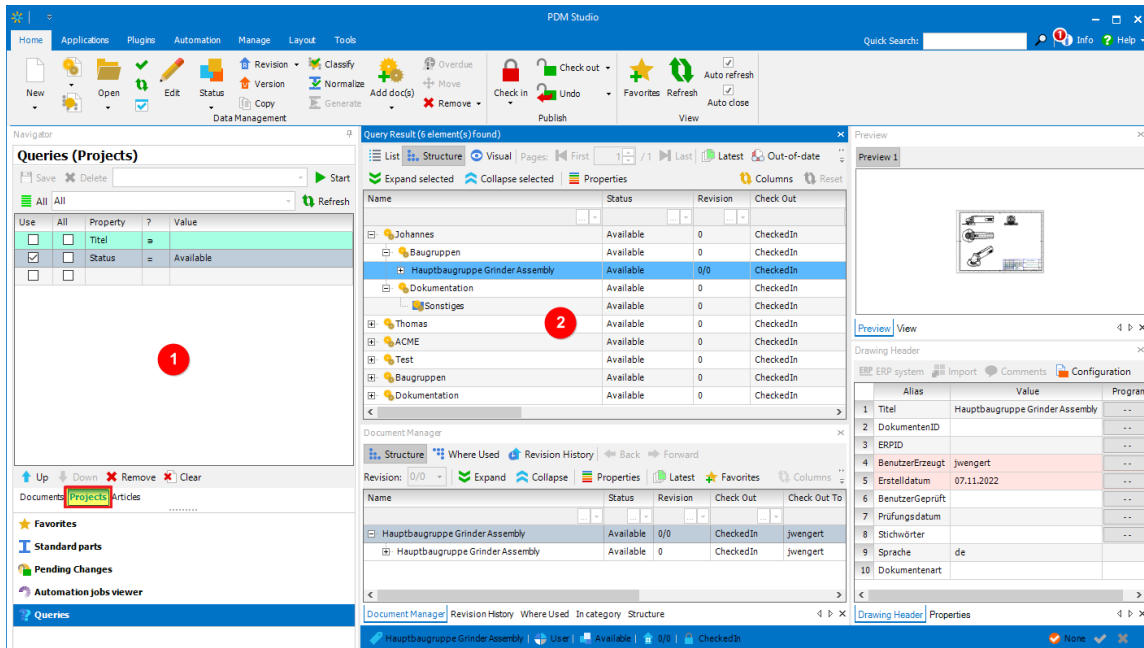 PDM Studio
Home Applications Plugins Automation Manage Layout Tools
Quick Search: 1 Info ? Help
New
Open
Edit
Status
Revision
Version
Copy
Classify
Normalize
Generate
Data Management
Add doc(s)
Overdue
Move
Remove
Check in
Check out
Undo
Publish
Favorites
Refresh
Auto refresh
Auto close
View
Navigator
Queries (Projects)
Save Delete Start
All All Refresh
Use All Property ? Value
Titel =
Status = Available
1
Up Down Remove Clear
Documents Projects Articles
Favorites
Standard parts
Pending Changes
Automation jobs viewer
Queries
Query Result (6 element(s) found)
List Structure Visual Pages: First 1 / 1 Last Latest Out-of-date
Expand selected Collapse selected Properties Columns Reset
Name Status Revision Check Out
Johannes Available 0 CheckedIn
Baugruppen Available 0 CheckedIn
Hauptbaugruppe Grinder Assembly Available 0/0 CheckedIn
Dokumentation Available 0 CheckedIn
Sonstiges Available 0 CheckedIn
Thomas Available 0 CheckedIn
2
ACME Available 0 CheckedIn
Test Available 0 CheckedIn
Baugruppen Available 0 CheckedIn
Dokumentation Available 0 CheckedIn
Document Manager
Structure Where Used Revision History Back Forward
Revision: 0/0 Expand Collapse Properties Latest Favorites Columns
Name Status Revision Check Out Check Out To
Hauptbaugruppe Grinder Assembly Available 0/0 CheckedIn jwengert
Hauptbaugruppe Grinder Assembly Available 0 CheckedIn jwengert
Document Manager Revision History Where Used In category Structure
Hauptbaugruppe Grinder Assembly User Available 0/0 CheckedIn
Preview
Preview 1
Preview View
Drawing Header
ERP ERP system Import Comments Configuration
Alias Value Program
1 Titel Hauptbaugruppe Grinder Assembly --
2 DokumentenID --
3 ERPID --
4 BenutzerErzeugt jwengert --
5 Erstelldatum 07.11.2022 --
6 BenutzerGeprüft --
7 Prüfungsdatum --
8 Stichwörter --
9 Sprache de
10 Dokumentenart
Drawing Header Properties
None